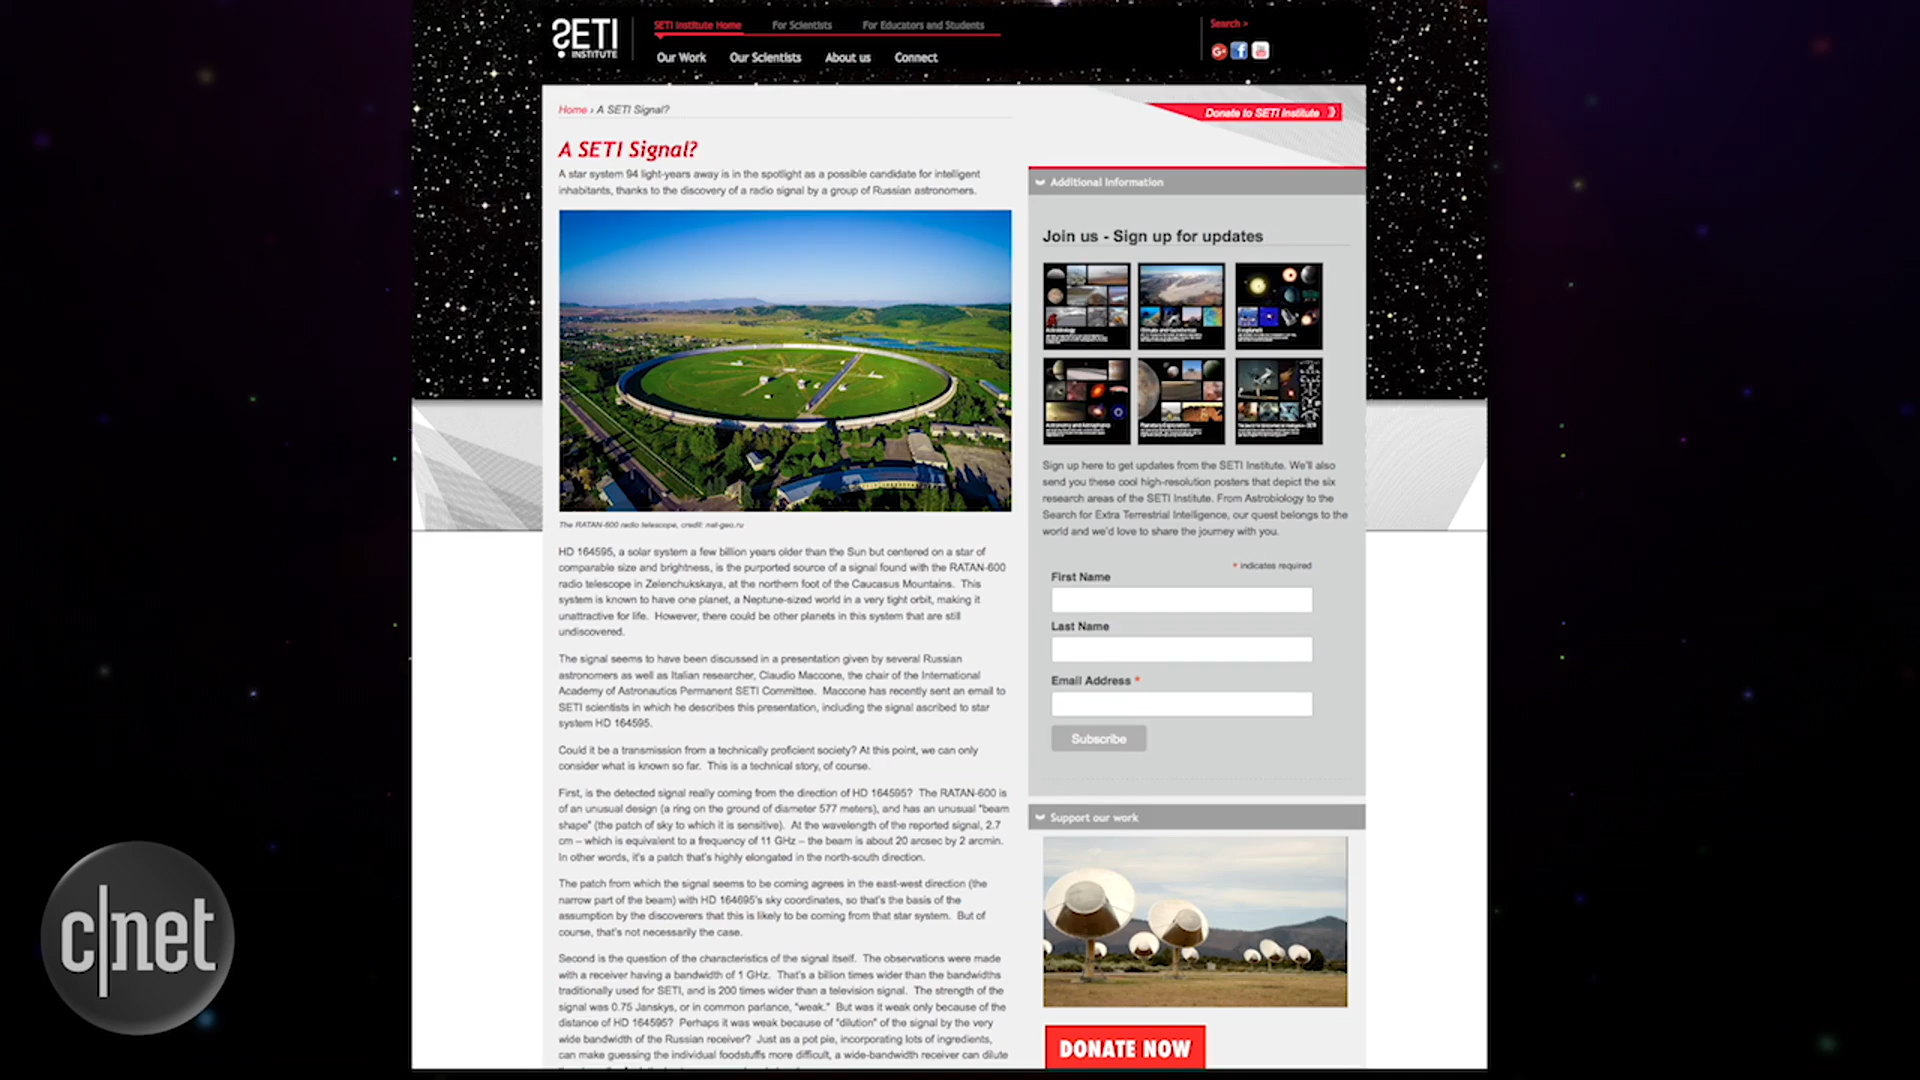 SETI
INSTITUTE
SETI Institute Home
For Scientists
For Educators and Students
Search >
Our Work
Our Scientists
About us
Connect
Home › A SETI Signal?
Donate to SETI Institute
A SETI Signal?
A star system 94 light-years away is in the spotlight as a possible candidate for intelligent
inhabitants, thanks to the discovery of a radio signal by a group of Russian astronomers.
The RATAN-600 radio telescope, credit: nat-geo.ru
HD 164595, a solar system a few billion years older than the Sun but centered on a star of
comparable size and brightness, is the purported source of a signal found with the RATAN-600
radio telescope in Zelenchukskaya, at the northern foot of the Caucasus Mountains. This
system is known to have one planet, a Neptune-sized world in a very tight orbit, making it
unattractive for life. However, there could be other planets in this system that are still
undiscovered.
The signal seems to have been discussed in a presentation given by several Russian
astronomers as well as Italian researcher, Claudio Maccone, the chair of the International
Academy of Astronautics Permanent SETI Committee. Maccone has recently sent an email to
SETI scientists in which he describes this presentation, including the signal ascribed to star
system HD 164595.
Could it be a transmission from a technically proficient society? At this point, we can only
consider what is known so far. This is a technical story, of course.
First, is the detected signal really coming from the direction of HD 164595? The RATAN-600 is
of an unusual design (a ring on the ground of diameter 577 meters), and has an unusual "beam
shape" (the patch of sky to which it is sensitive). At the wavelength of the reported signal, 2.7
cm – which is equivalent to a frequency of 11 GHz – the beam is about 20 arcsec by 2 arcmin.
In other words, it's a patch that's highly elongated in the north-south direction.
The patch from which the signal seems to be coming agrees in the east-west direction (the
narrow part of the beam) with HD 164695's sky coordinates, so that's the basis of the
assumption by the discoverers that this is likely to be coming from that star system. But of
course, that's not necessarily the case.
Second is the question of the characteristics of the signal itself. The observations were made
with a receiver having a bandwidth of 1 GHz. That's a billion times wider than the bandwidths
traditionally used for SETI, and is 200 times wider than a television signal. The strength of the
signal was 0.75 Janskys, or in common parlance, "weak." But was it weak only because of the
distance of HD 164595? Perhaps it was weak because of "dilution" of the signal by the very
wide bandwidth of the Russian receiver? Just as a pot pie, incorporating lots of ingredients,
can make guessing the individual foodstuffs more difficult, a wide-bandwidth receiver can dilute
Additional Information
Join us - Sign up for updates
Astrobiology
Climate and Geoscience
Exoplanets
Astronomy and Astrophysics
Planetary Exploration
Sign up here to get updates from the SETI Institute. We'll also
send you these cool high-resolution posters that depict the six
research areas of the SETI Institute. From Astrobiology to the
Search for Extra Terrestrial Intelligence, our quest belongs to the
world and we'd love to share the journey with you.
* indicates required
First Name
Last Name
Email Address *
Subscribe
Support our work
DONATE NOW
c|net